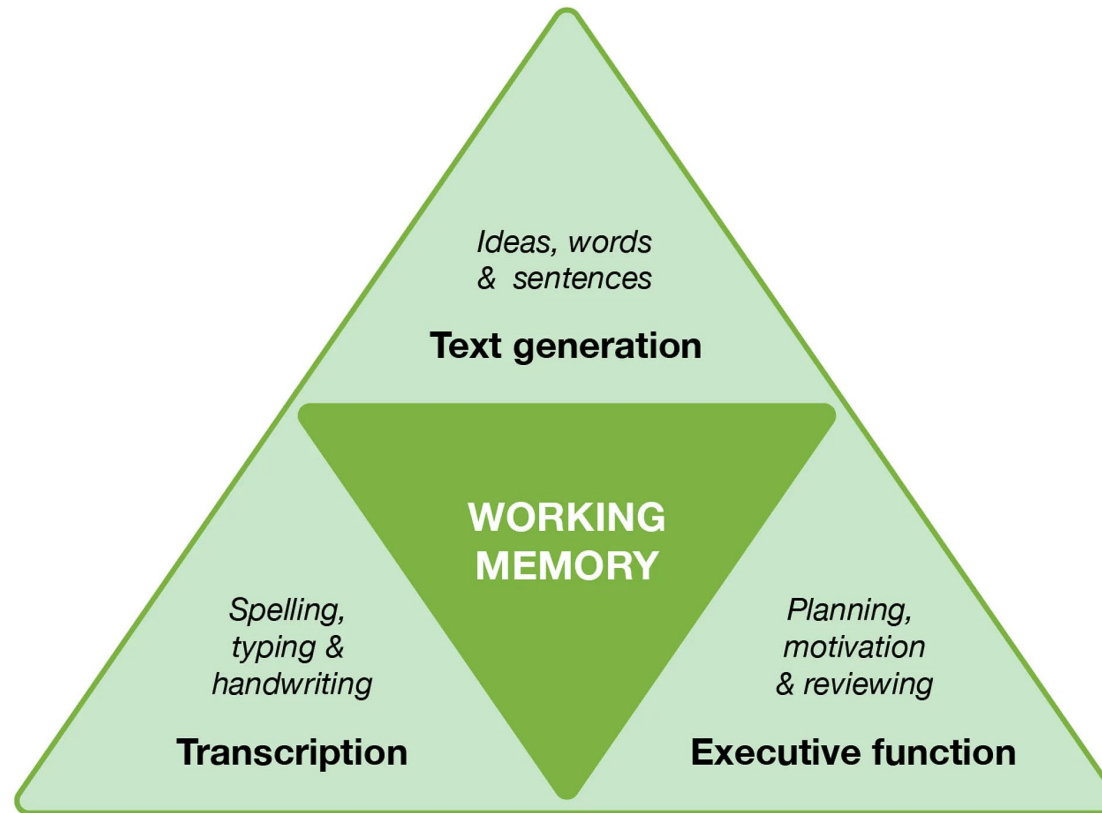 Ideas, words
& sentences
Text generation
WORKING
MEMORY
Spelling,
typing &
handwriting
Transcription
Planning,
motivation
& reviewing
Executive function